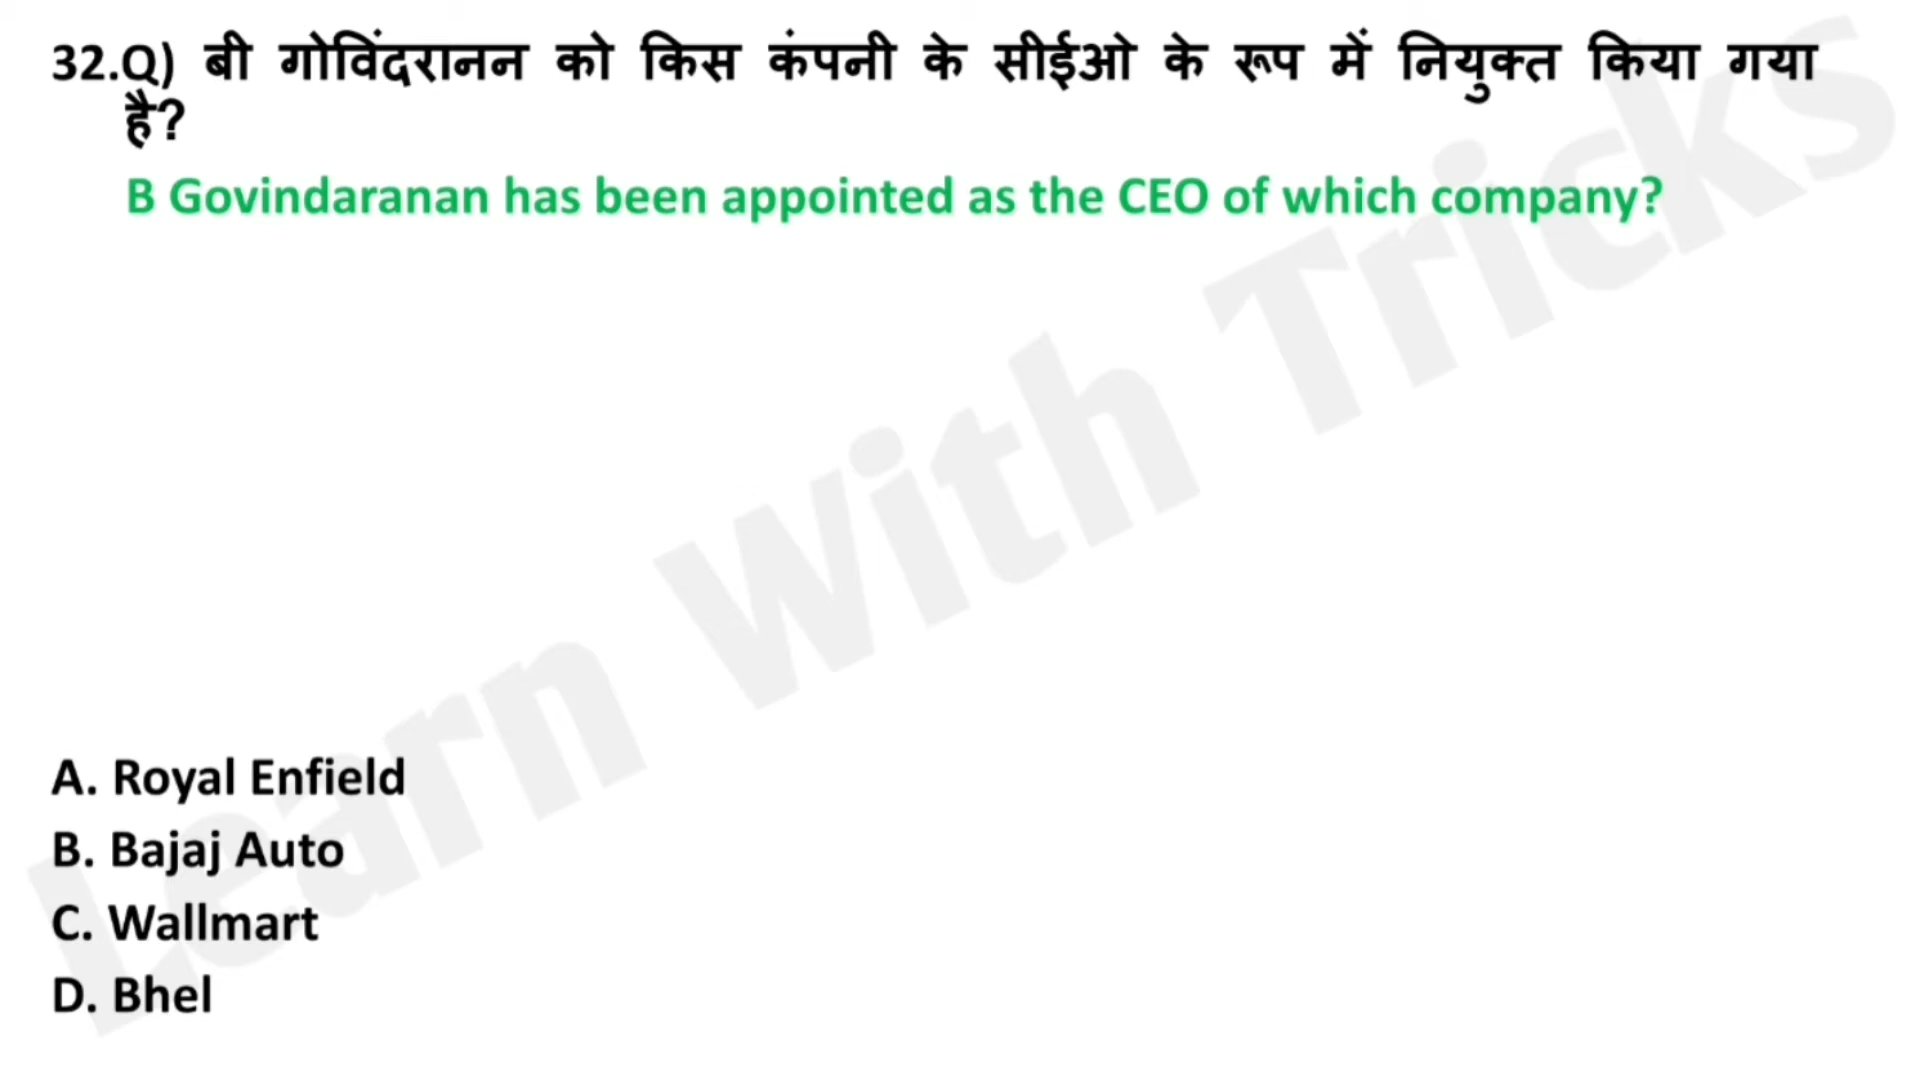 32.Q) बी गोविंदरानन को किस कंपनी के सीईओ के रूप में नियुक्त किया गया
है?
B Govindaranan has been appointed as the CEO of which company?
Learn With Tricks
A. Royal Enfield
B. Bajaj Auto
C. Wallmart
D. Bhel